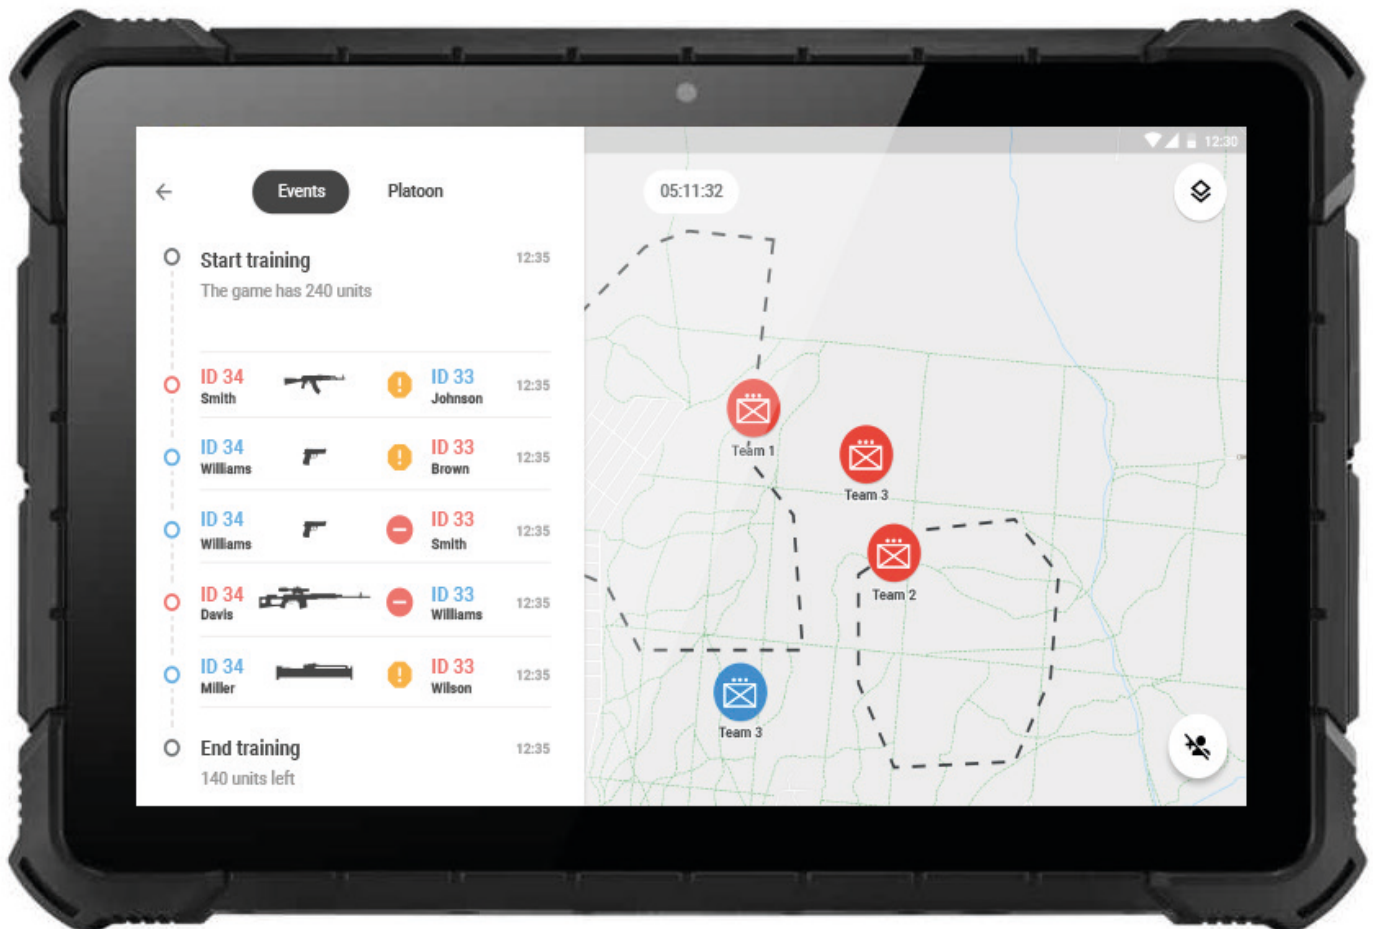 12:30
Events
Platoon
05:11:32
Start training
12:35
The game has 240 units
ID 34
Smith
ID 33
Johnson
12:35
ID 34
Williams
ID 33
Brown
12:35
ID 34
Williams
ID 33
Smith
12:35
ID 34
Davis
ID 33
Williams
12:35
ID 34
Miller
ID 33
Wilson
12:35
End training
12:35
140 units left
Team 1
Team 3
Team 2
Team 3